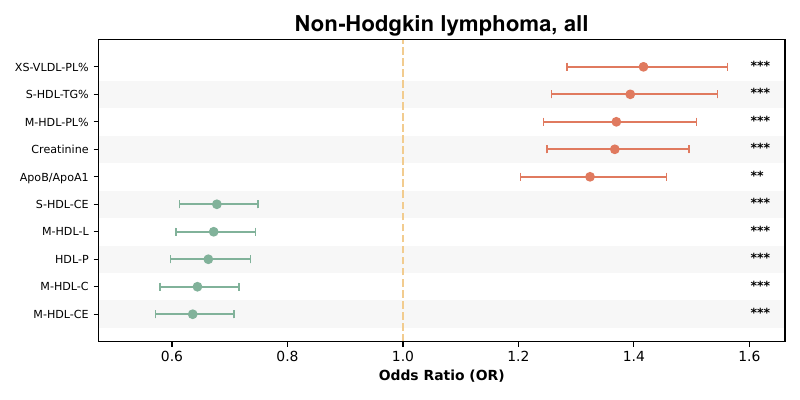 Non-Hodgkin lymphoma, all
XS-VLDL-PL% ***
S-HDL-TG% ***
M-HDL-PL% ***
Creatinine ***
ApoB/ApoA1 **
S-HDL-CE ***
M-HDL-L ***
HDL-P ***
M-HDL-C ***
M-HDL-CE ***
0.6 0.8 1.0 1.2 1.4 1.6
Odds Ratio (OR)